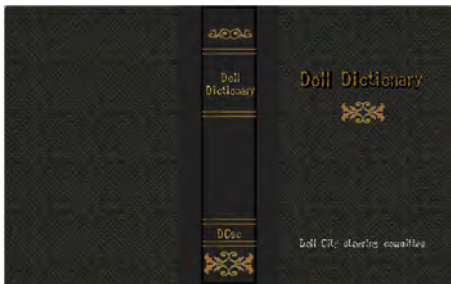 Doll
Dictionary
DCsc
Doll Dictionary
Doll City steering committee